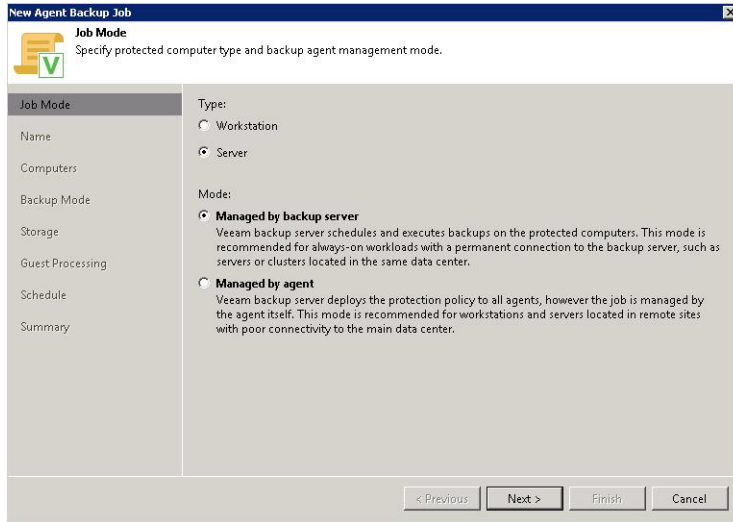 New Agent Backup Job
Job Mode
Specify protected computer type and backup agent management mode.
Job Mode
Name
Computers
Backup Mode
Storage
Guest Processing
Schedule
Summary
Type:
Workstation
Server
Mode:
Managed by backup server
Veeam backup server schedules and executes backups on the protected computers. This mode is
recommended for always-on workloads with a permanent connection to the backup server, such as
servers or clusters located in the same data center.
Managed by agent
Veeam backup server deploys the protection policy to all agents, however the job is managed by
the agent itself. This mode is recommended for workstations and servers located in remote sites
with poor connectivity to the main data center.
< Previous
Next >
Finish
Cancel